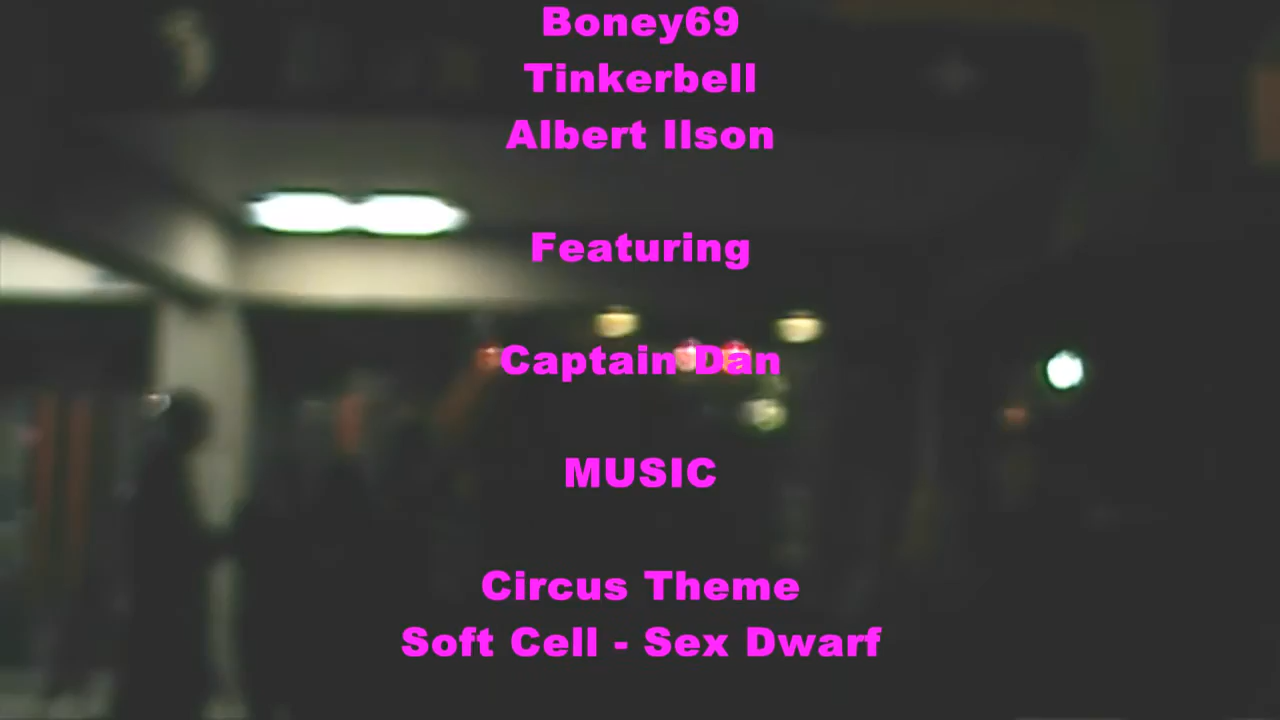 Boney69
Tinkerbell
Albert Ilson
Featuring
Captain Dan
MUSIC
Circus Theme
Soft Cell - Sex Dwarf